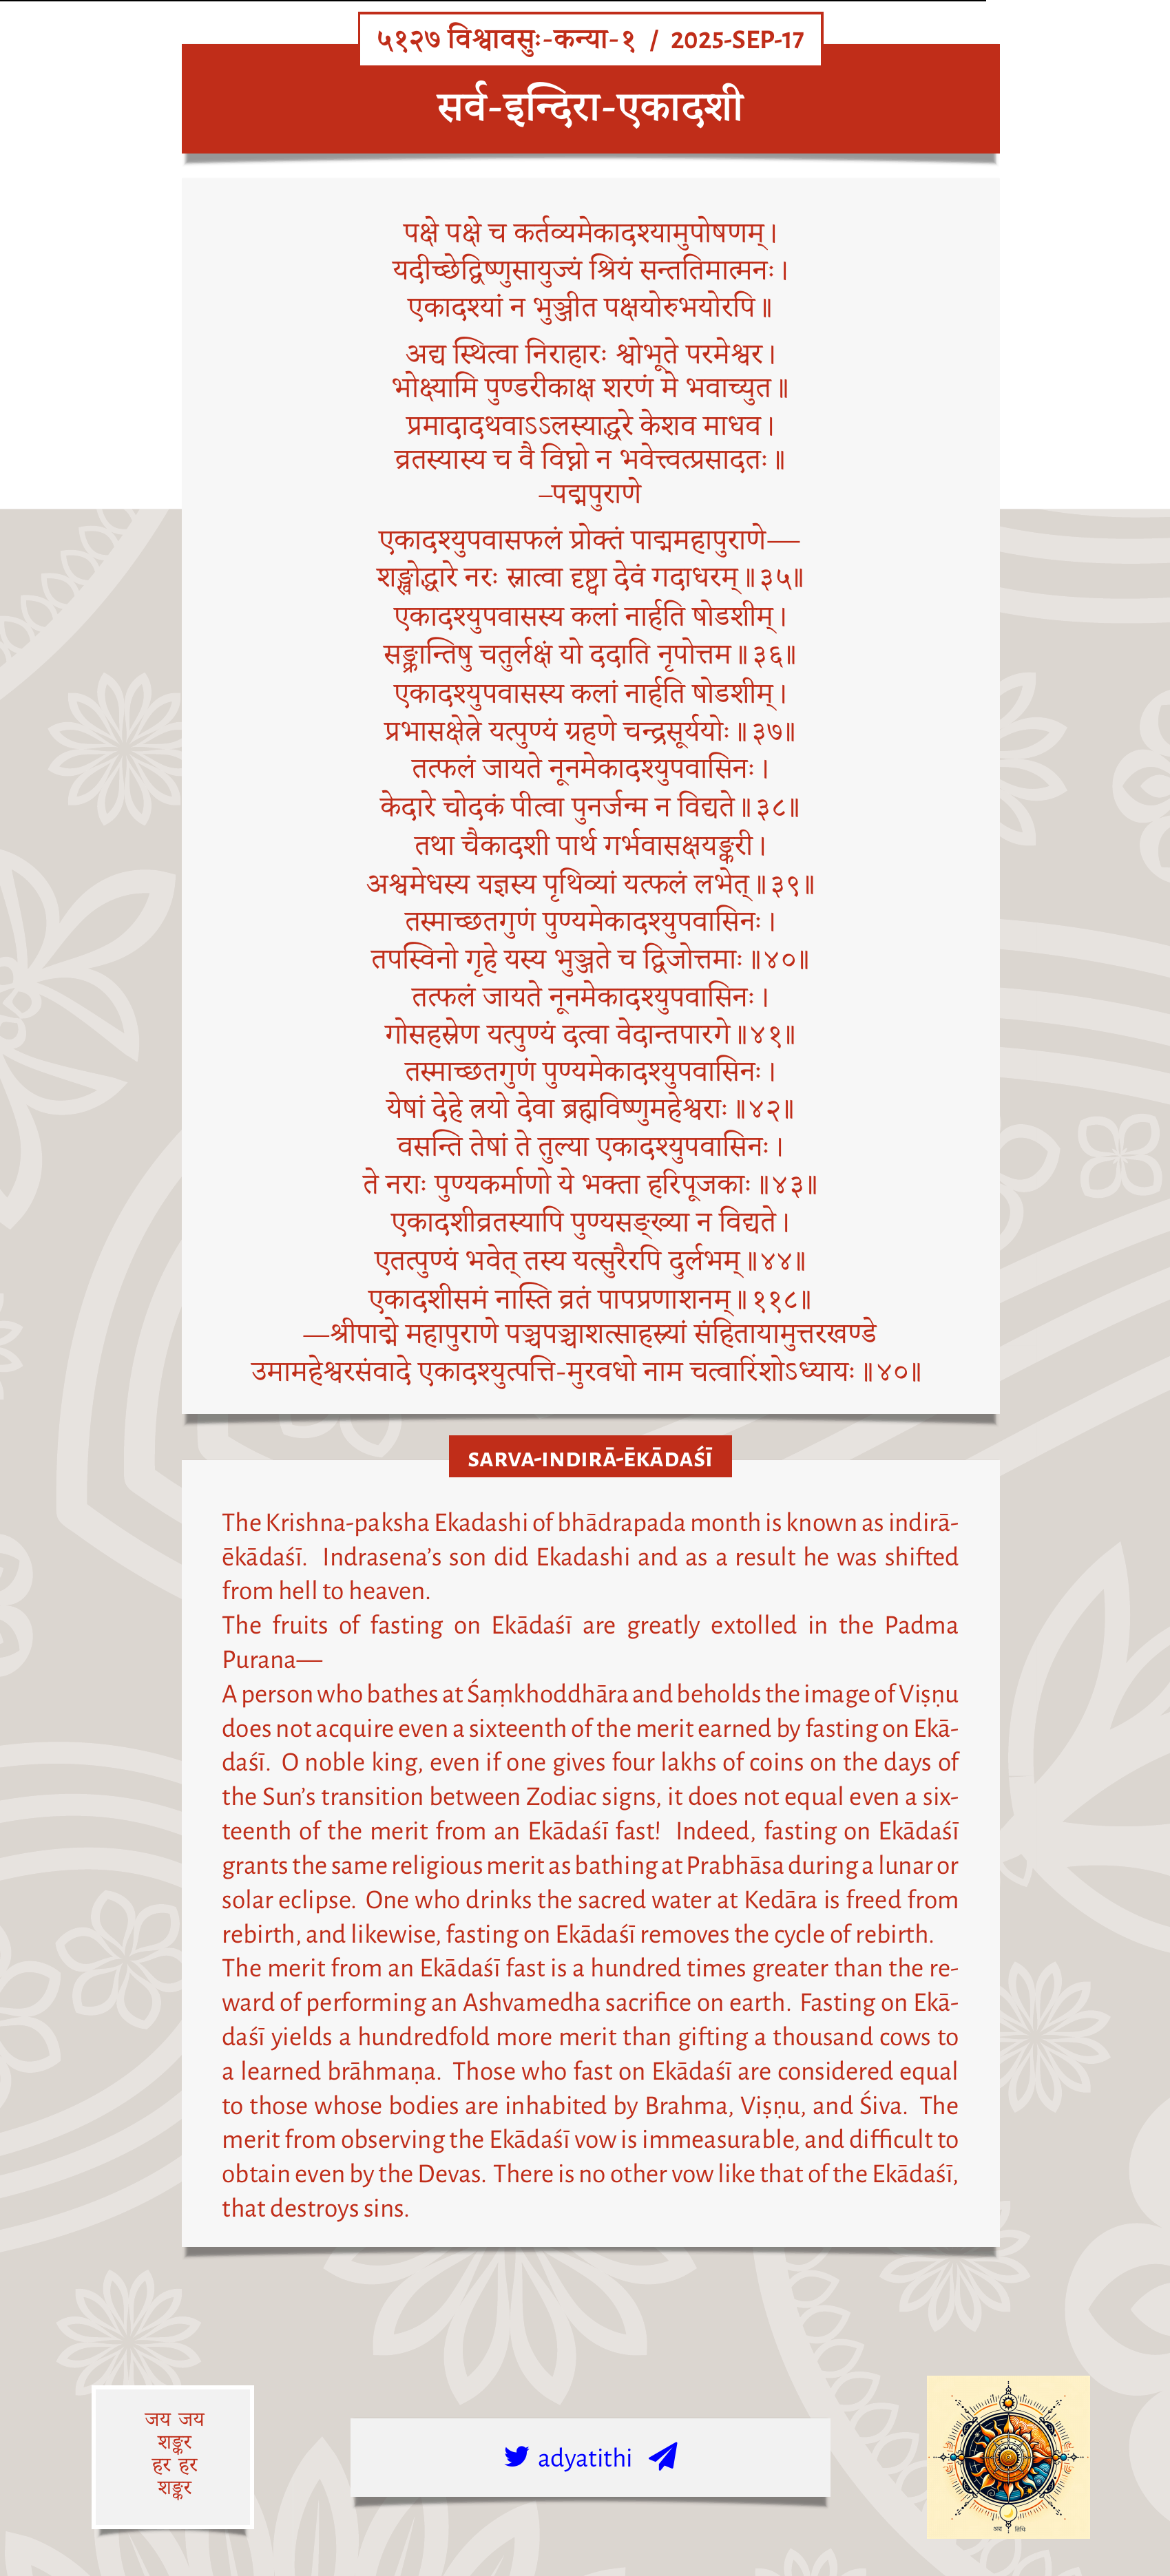 ५१२७ विश्वावसुः-कन्या-१ / 2025-SEP-17
सर्व-इन्दिरा-एकादशी
पक्षे पक्षे च कर्तव्यमेकादश्यामुपोषणम्।
यदीच्छेद्विष्णुसायुज्यं श्रियं सन्ततिमात्मनः।
एकादश्यां न भुञ्जीत पक्षयोरुभयोरपि॥
अद्य स्थित्वा निराहारः श्वोभूते परमेश्वर।
भोक्ष्यामि पुण्डरीकाक्ष शरणं मे भवाच्युत॥
प्रमादादथवाऽऽलस्याद्धरे केशव माधव।
व्रतस्यास्य च वै विघ्नो न भवेत्त्वत्प्रसादतः॥
–पद्मपुराणे
एकादश्युपवासफलं प्रोक्तं पाद्ममहापुराणे—
शङ्खोद्धारे नरः स्नात्वा दृष्ट्वा देवं गदाधरम्॥३५॥
एकादश्युपवासस्य कलां नार्हति षोडशीम्।
सङ्क्रान्तिषु चतुर्लक्षं यो ददाति नृपोत्तम॥३६॥
एकादश्युपवासस्य कलां नार्हति षोडशीम्।
प्रभासक्षेत्रे यत्पुण्यं ग्रहणे चन्द्रसूर्ययोः॥३७॥
तत्फलं जायते नूनमेकादश्युपवासिनः।
केदारे चोदकं पीत्वा पुनर्जन्म न विद्यते॥३८॥
तथा चैकादशी पार्थ गर्भवासक्षयङ्करी।
अश्वमेधस्य यज्ञस्य पृथिव्यां यत्फलं लभेत्॥३९॥
तस्माच्छतगुणं पुण्यमेकादश्युपवासिनः।
तपस्विनो गृहे यस्य भुञ्जते च द्विजोत्तमाः॥४०॥
तत्फलं जायते नूनमेकादश्युपवासिनः।
गोसहस्रेण यत्पुण्यं दत्वा वेदान्तपारगे॥४१॥
तस्माच्छतगुणं पुण्यमेकादश्युपवासिनः।
येषां देहे त्रयो देवा ब्रह्मविष्णुमहेश्वराः॥४२॥
वसन्ति तेषां ते तुल्या एकादश्युपवासिनः।
ते नराः पुण्यकर्माणो ये भक्ता हरिपूजकाः॥४३॥
एकादशीव्रतस्यापि पुण्यसङ्ख्या न विद्यते।
एतत्पुण्यं भवेत् तस्य यत्सुरैरपि दुर्लभम्॥४४॥
एकादशीसमं नास्ति व्रतं पापप्रणाशनम्॥११८॥
—श्रीपाद्मे महापुराणे पञ्चपञ्चाशत्साहस्र्यां संहितायामुत्तरखण्डे
उमामहेश्वरसंवादे एकादश्युत्पत्ति-मुरवधो नाम चत्वारिंशोऽध्यायः॥४०॥
SARVA-INDIRĀ-ĒKĀDAŚĪ
The Krishna-paksha Ekadashi of bhādrapada month is known as indirā-
ēkādaśī. Indrasena's son did Ekadashi and as a result he was shifted
from hell to heaven.
The fruits of fasting on Ekādaśī are greatly extolled in the Padma
Purana—
A person who bathes at Śaṃkhoddhāra and beholds the image of Viṣṇu
does not acquire even a sixteenth of the merit earned by fasting on Ekā-
daśī. O noble king, even if one gives four lakhs of coins on the days of
the Sun's transition between Zodiac signs, it does not equal even a six-
teenth of the merit from an Ekādaśī fast! Indeed, fasting on Ekādaśī
grants the same religious merit as bathing at Prabhāsa during a lunar or
solar eclipse. One who drinks the sacred water at Kedāra is freed from
rebirth, and likewise, fasting on Ekādaśī removes the cycle of rebirth.
The merit from an Ekādaśī fast is a hundred times greater than the re-
ward of performing an Ashvamedha sacrifice on earth. Fasting on Ekā-
daśī yields a hundredfold more merit than gifting a thousand cows to
a learned brāhmaṇa. Those who fast on Ekādaśī are considered equal
to those whose bodies are inhabited by Brahma, Viṣṇu, and Śiva. The
merit from observing the Ekādaśī vow is immeasurable, and difficult to
obtain even by the Devas. There is no other vow like that of the Ekādaśī,
that destroys sins.
जय जय
शङ्कर
हर हर
शङ्कर
adyatithi
अद्य तिथि